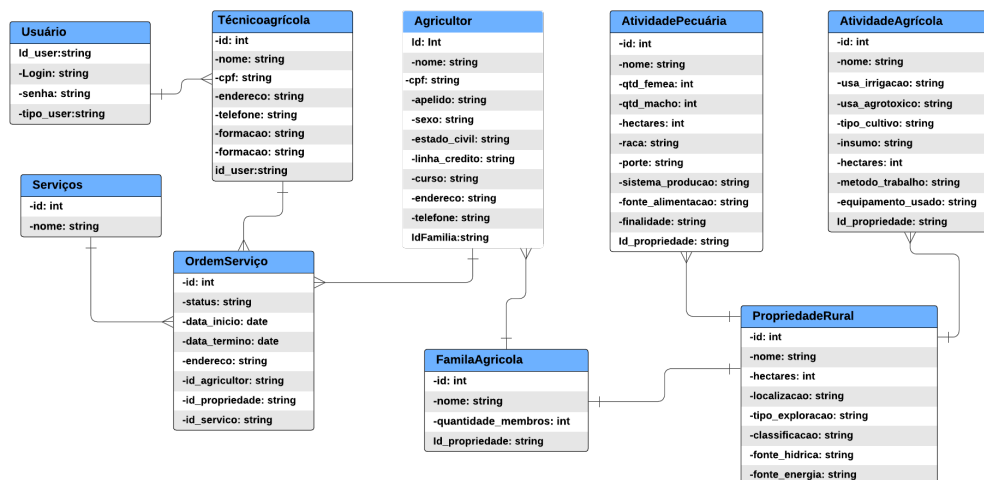 Usuário
Id_user:string
-Login: string
-senha: string
-tipo_user:string
Técnicoagrícola
-id: int
-nome: string
-cpf: string
-endereco: string
-telefone: string
-formacao: string
-formacao: string
id_user:string
Agricultor
Id: Int
-nome: string
-cpf: string
-apelido: string
-sexo: string
-estado_civil: string
-linha_credito: string
-curso: string
-endereco: string
-telefone: string
IdFamilia:string
AtividadePecuária
-id: int
-nome: string
-qtd_femea: int
-qtd_macho: int
-hectares: int
-raca: string
-porte: string
-sistema_producao: string
-fonte_alimentacao: string
-finalidade: string
Id_propriedade: string
AtividadeAgrícola
-id: int
-nome: string
-usa_irrigacao: string
-usa_agrotoxico: string
-tipo_cultivo: string
-insumo: string
-hectares: int
-metodo_trabalho: string
-equipamento_usado: string
Id_propriedade: string
Serviços
-id: int
-nome: string
OrdemServiço
-id: int
-status: string
-data_inicio: date
-data_termino: date
-endereco: string
-id_agricultor: string
-id_propriedade: string
-id_servico: string
FamilaAgricola
-id: int
-nome: string
-quantidade_membros: int
Id_propriedade: string
PropriedadeRural
-id: int
-nome: string
-hectares: int
-localizacao: string
-tipo_exploracao: string
-classificacao: string
-fonte_hidrica: string
-fonte_energia: string